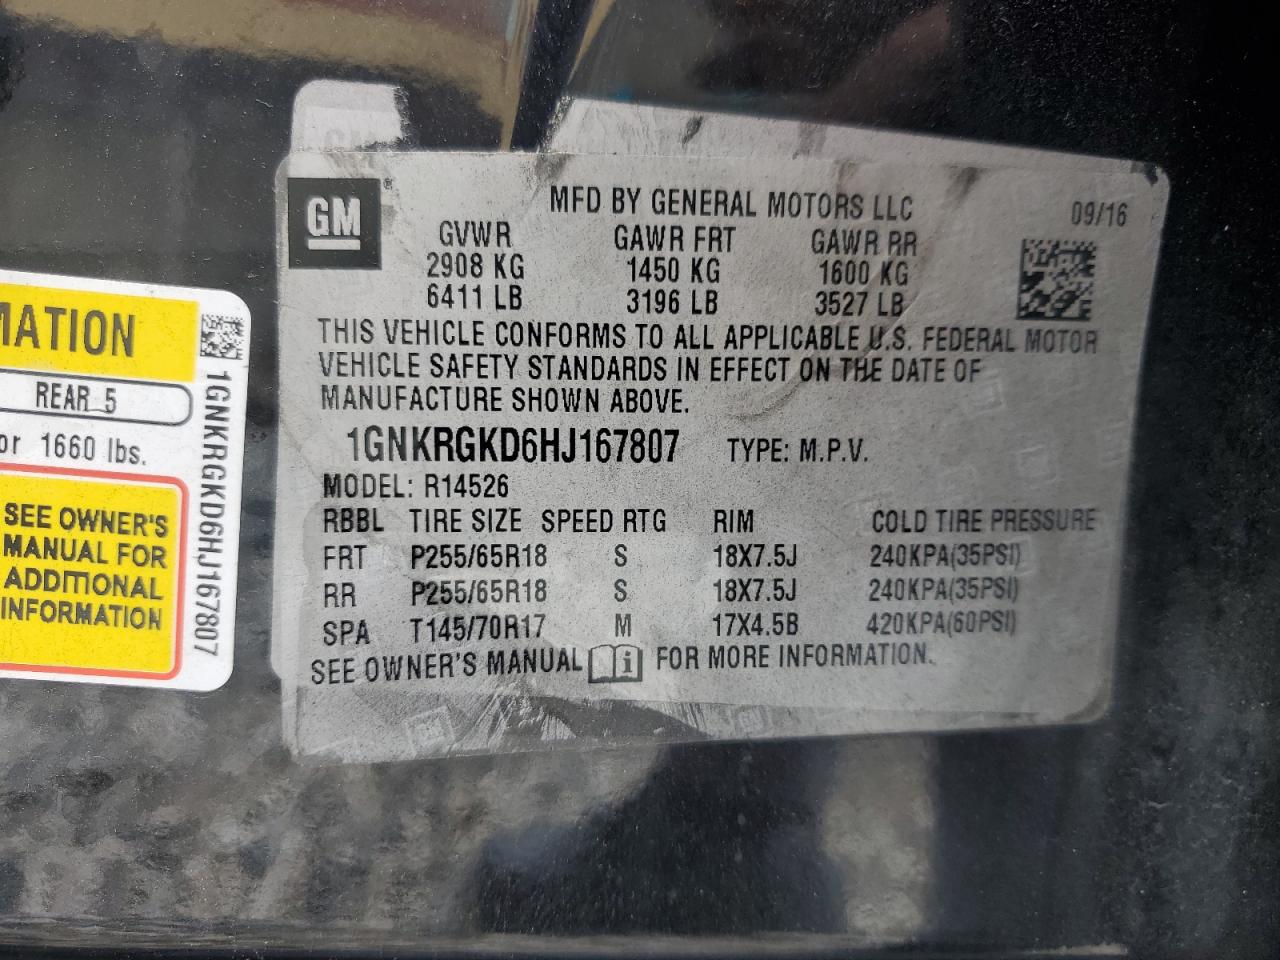 GM
MFD BY GENERAL MOTORS LLC
09/16
GVWR GAWR FRT GAWR RR
2908 KG 1450 KG 1600 KG
6411 LB 3196 LB 3527 LB
THIS VEHICLE CONFORMS TO ALL APPLICABLE U.S. FEDERAL MOTOR
VEHICLE SAFETY STANDARDS IN EFFECT ON THE DATE OF
MANUFACTURE SHOWN ABOVE.
1GNKRGKD6HJ167807 TYPE: M.P.V.
MODEL: R14526
RBBL TIRE SIZE SPEED RTG RIM COLD TIRE PRESSURE
FRT P255/65R18 S 18X7.5J 240KPA(35PSI)
RR P255/65R18 S 18X7.5J 240KPA(35PSI)
SPA T145/70R17 M 17X4.5B 420KPA(60PSI)
SEE OWNER'S MANUAL FOR MORE INFORMATION.
MATION
REAR 5
or 1660 lbs.
SEE OWNER'S
MANUAL FOR
ADDITIONAL
INFORMATION
1GNKRGKD6HJ167807